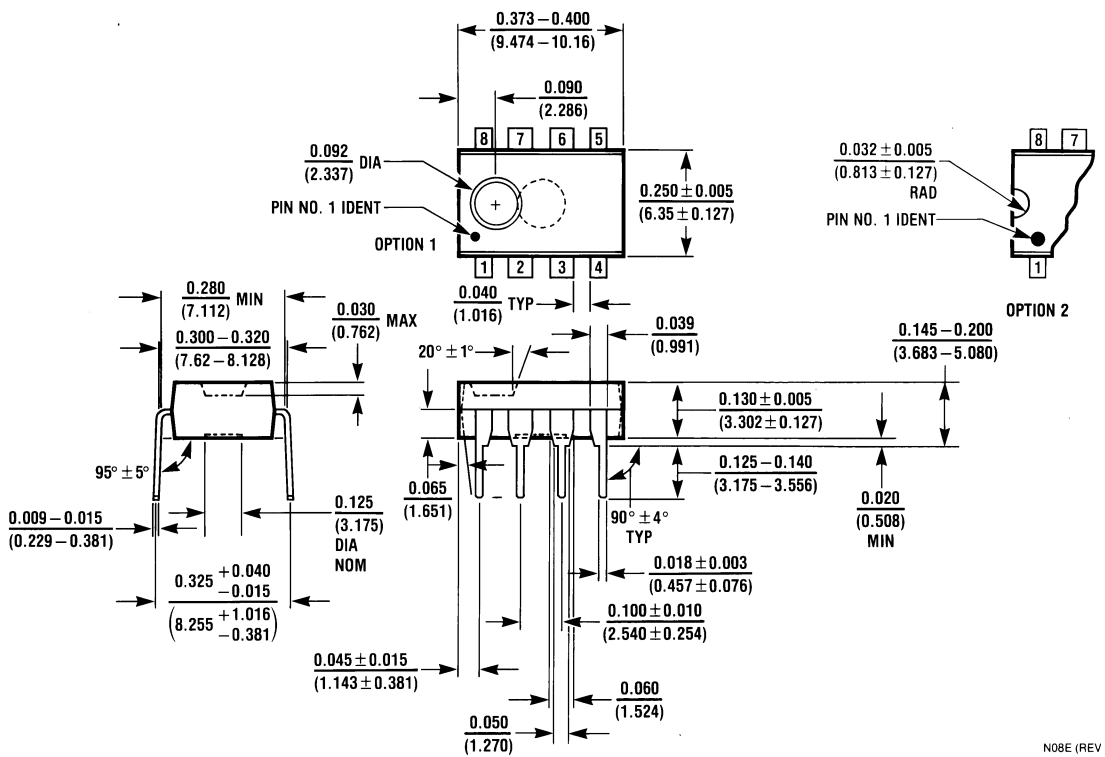 0.373 – 0.400
(9.474 – 10.16)
0.090
(2.286)
8 7 6 5
0.092 DIA
(2.337)
PIN NO. 1 IDENT
OPTION 1
0.250 ± 0.005
(6.35 ± 0.127)
1 2 3 4
8 7
0.032 ± 0.005
(0.813 ± 0.127)
RAD
PIN NO. 1 IDENT
1
OPTION 2
0.280 MIN
(7.112)
0.030 MAX
(0.762)
0.040 TYP
(1.016)
0.300 – 0.320
(7.62 – 8.128)
20° ± 1°
0.039
(0.991)
0.145 – 0.200
(3.683 – 5.080)
0.130 ± 0.005
(3.302 ± 0.127)
95° ± 5°
0.065
(1.651)
0.125 – 0.140
(3.175 – 3.556)
0.020
(0.508)
MIN
0.009 – 0.015
(0.229 – 0.381)
0.125
(3.175)
DIA
NOM
90° ± 4°
TYP
0.325 +0.040
–0.015
(8.255 +1.016
–0.381)
0.018 ± 0.003
(0.457 ± 0.076)
0.100 ± 0.010
(2.540 ± 0.254)
0.045 ± 0.015
(1.143 ± 0.381)
0.060
(1.524)
0.050
(1.270)
N08E (REV